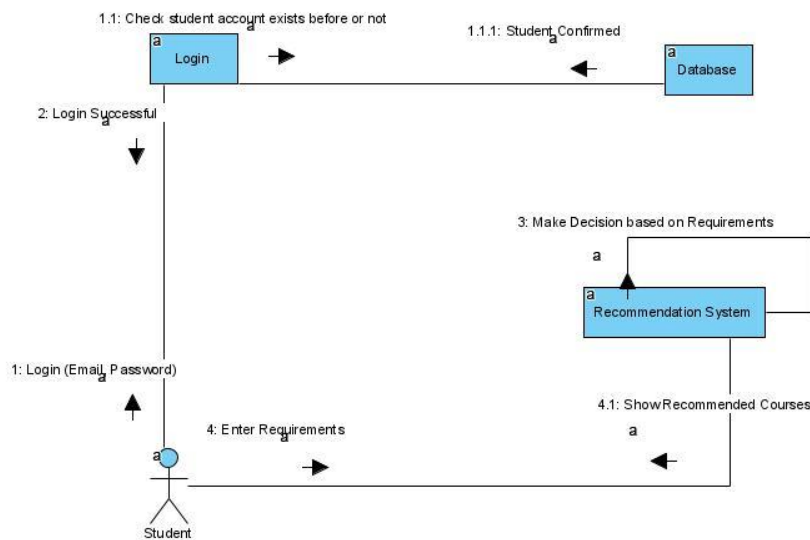 1.1: Check student account exists before or not
a
a
Login
1.1.1: Student Confirmed
a
a
Database
2: Login Successful
a
3: Make Decision based on Requirements
a
a
Recommendation System
1: Login (Email, Password)
a
4: Enter Requirements
a
4.1: Show Recommended Courses
a
a
Student